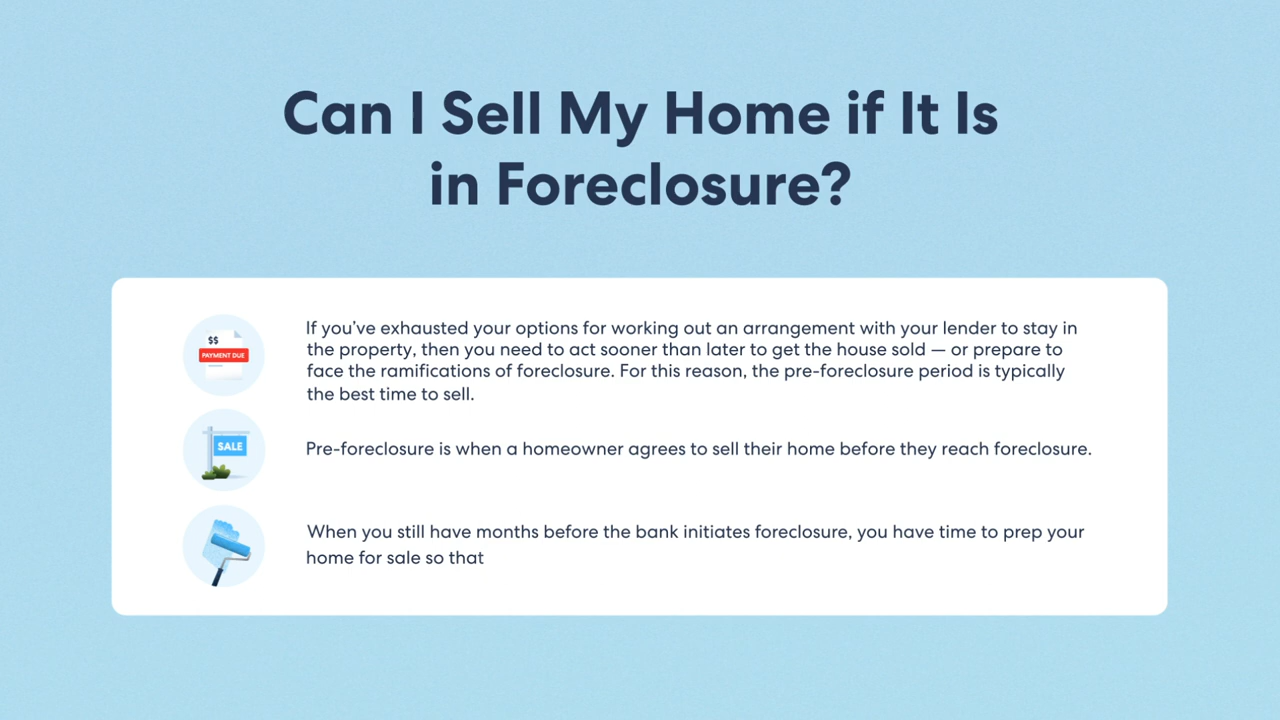 Can I Sell My Home if It Is
in Foreclosure?
$$
PAYMENT DUE
If you’ve exhausted your options for working out an arrangement with your lender to stay in
the property, then you need to act sooner than later to get the house sold — or prepare to
face the ramifications of foreclosure. For this reason, the pre-foreclosure period is typically
the best time to sell.
SALE
Pre-foreclosure is when a homeowner agrees to sell their home before they reach foreclosure.
When you still have months before the bank initiates foreclosure, you have time to prep your
home for sale so that